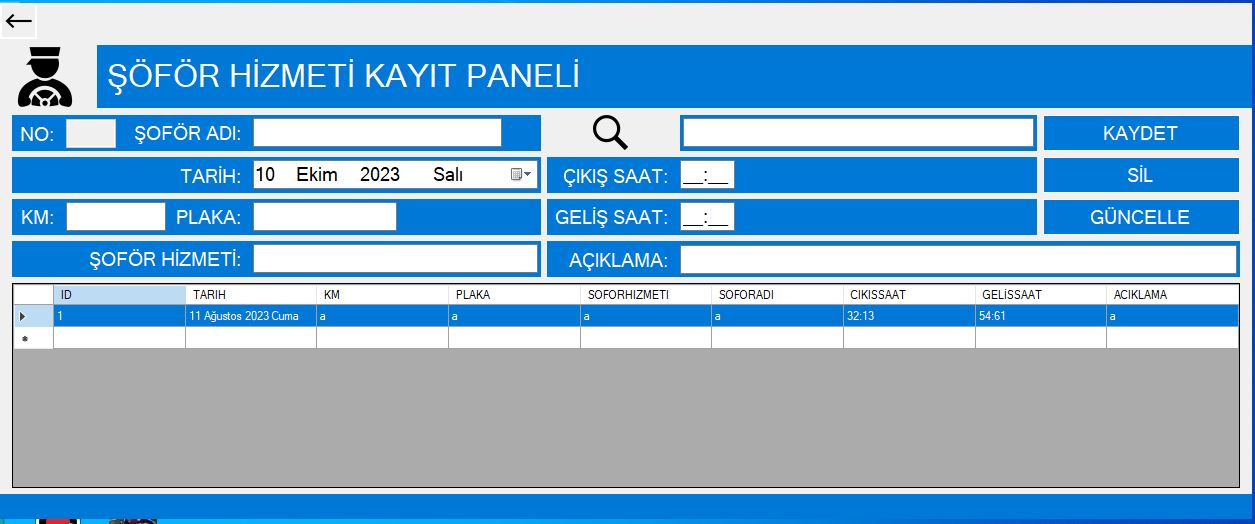 ŞÖFÖR HİZMETİ KAYIT PANELİ
NO: ŞOFÖR ADI: KAYDET
TARİH: 10 Ekim 2023 Salı ÇIKIŞ SAAT: __:__ SİL
KM: PLAKA: GELİŞ SAAT: __:__ GÜNCELLE
ŞOFÖR HİZMETİ: AÇIKLAMA:
ID TARIH KM PLAKA SOFORHIZMETI SOFORADI CIKISSAAT GELİSSAAT ACIKLAMA
1 11 Ağustos 2023 Cuma a a a a 32:13 54:61 a